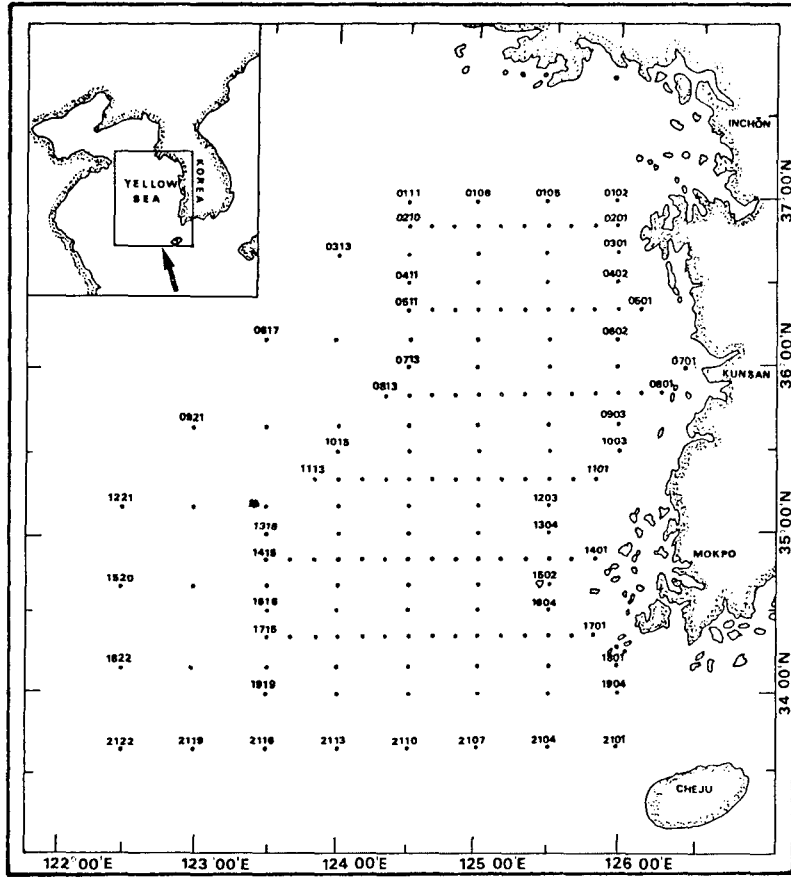 INCHŎN
YELLOW
SEA
KOREA
0111 0106 0105 0102
37°00'N
0210 0201
0313 0301
0411 0402
0511 0501
0617 0602
0713 0701
36°00'N
KUNSAN
0813 0801
0921 0903
1015 1003
1113 1101
1221 1203
1318 1304
35°00'N
1415 1401
MOKPO
1520 1502
1616 1604
1715 1701
1822 1801
1919 1904
34°00'N
2122 2119 2116 2113 2110 2107 2104 2101
CHEJU
122°00'E 123°00'E 124°00'E 125°00'E 126°00'E